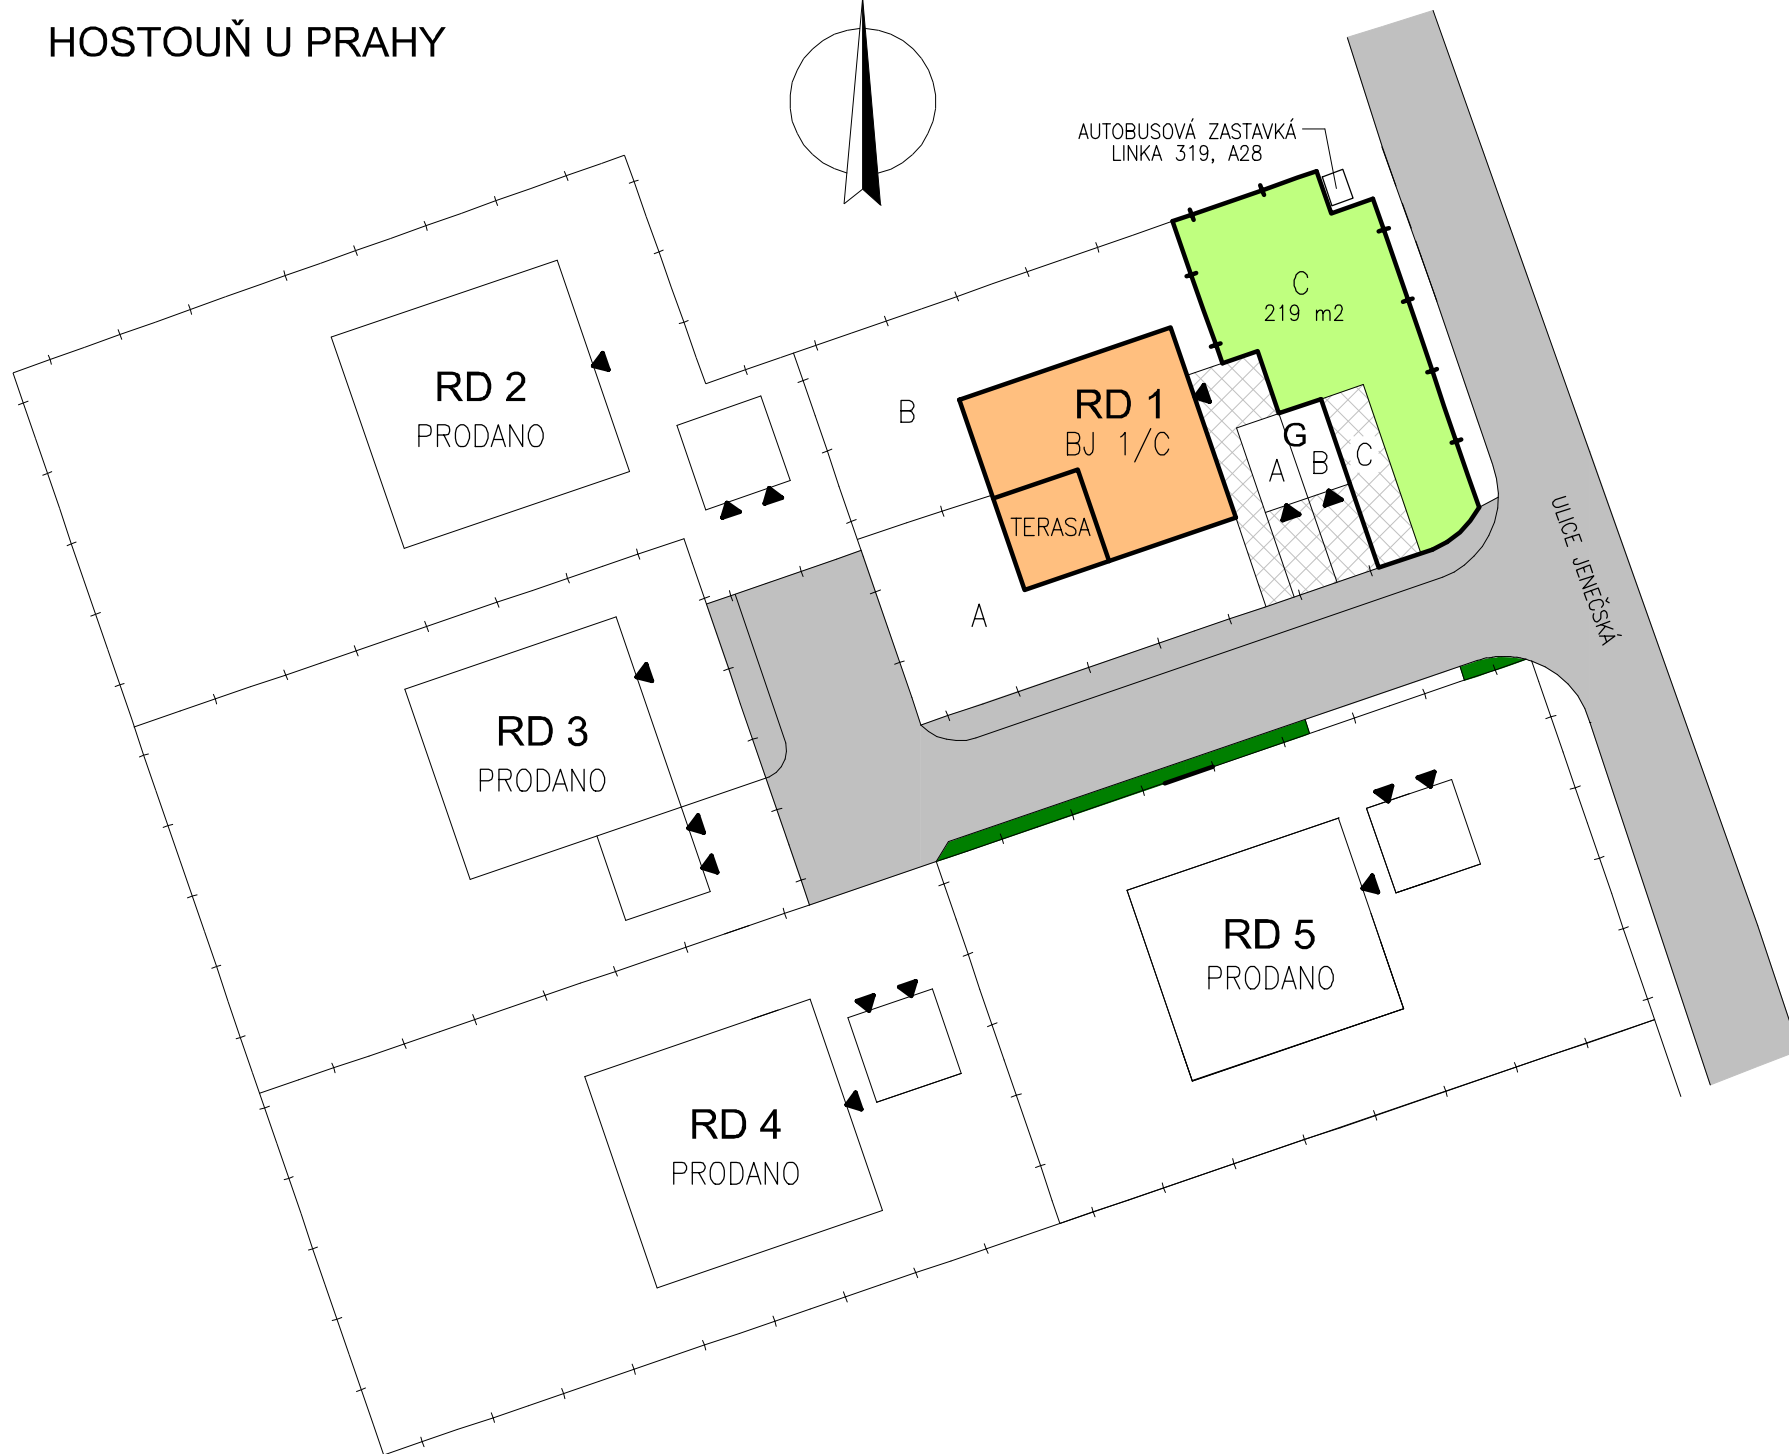 HOSTOUŇ U PRAHY
AUTOBUSOVÁ ZASTAVKÁ
LINKA 319, A28
C
219 m2
RD 2
PRODANO
B
RD 1
BJ 1/C
G
A
B
C
TERASA
A
ULICE JENEČSKÁ
RD 3
PRODANO
RD 5
PRODANO
RD 4
PRODANO